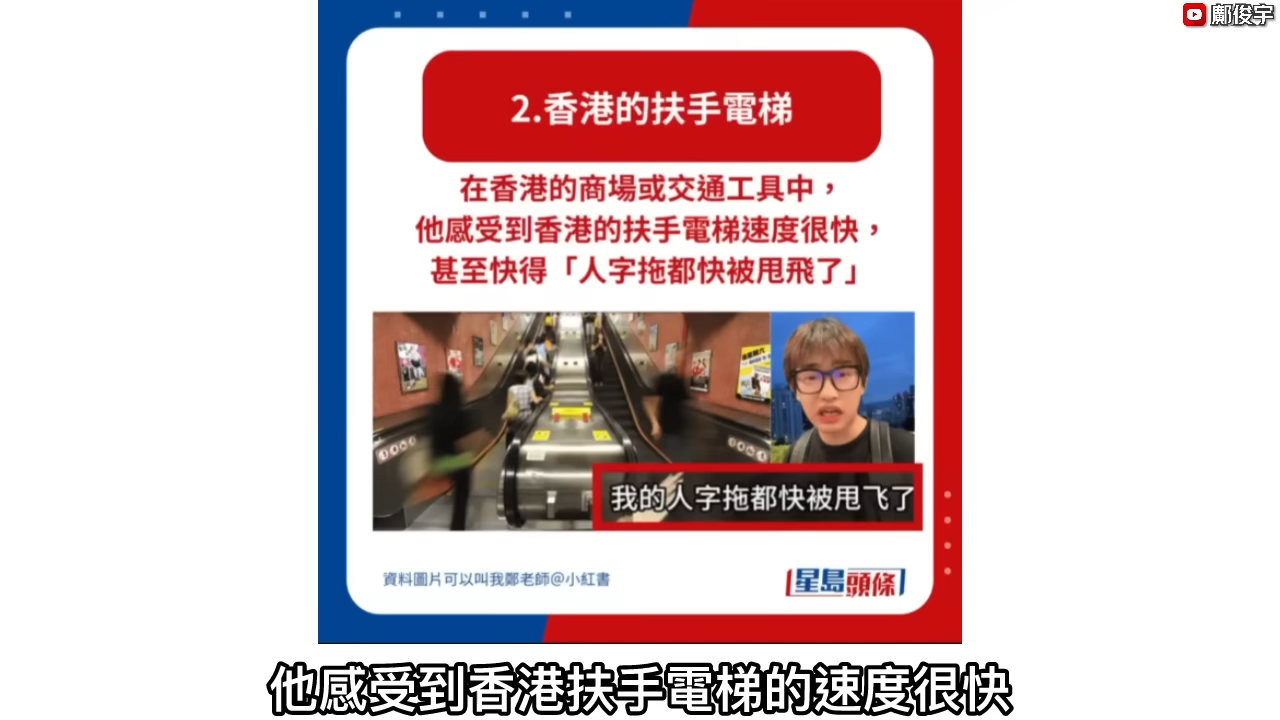 鄺俊宇
2.香港的扶手電梯
在香港的商場或交通工具中，
他感受到香港的扶手電梯速度很快，
甚至快得「人字拖都快被甩飛了」
我的人字拖都快被甩飞了
資料圖片可以叫我鄭老師@小紅書
星島頭條
他感受到香港扶手電梯的速度很快